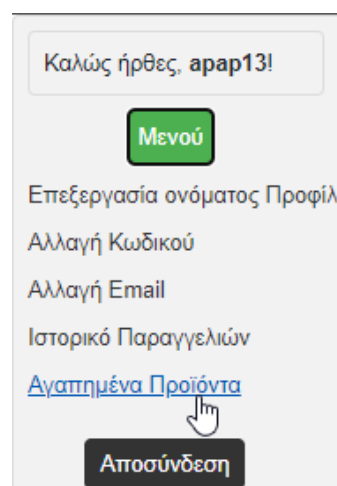 Καλώς ήρθες, apap13!
Μενού
Επεξεργασία ονόματος Προφίλ
Αλλαγή Κωδικού
Αλλαγή Email
Ιστορικό Παραγγελιών
Αγαπημένα Προϊόντα
Αποσύνδεση